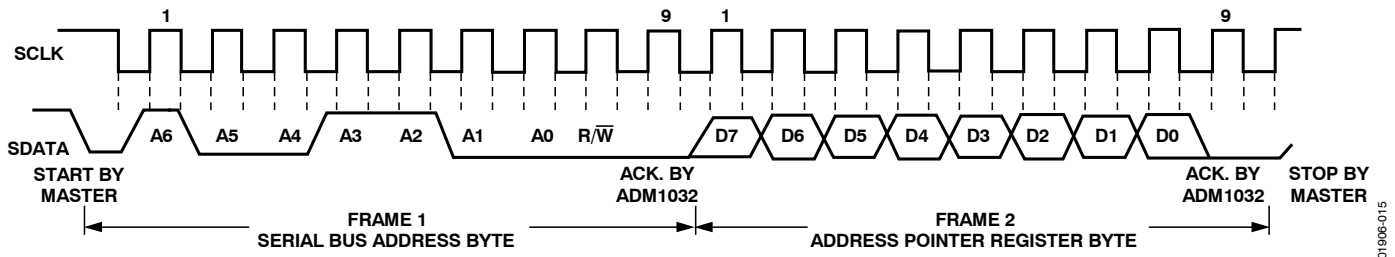 1 9 1 9
SCLK
A6 A5 A4 A3 A2 A1 A0 R/W̅ D7 D6 D5 D4 D3 D2 D1 D0
SDATA
START BY MASTER
ACK. BY ADM1032
ACK. BY ADM1032
STOP BY MASTER
FRAME 1
SERIAL BUS ADDRESS BYTE
FRAME 2
ADDRESS POINTER REGISTER BYTE
01906-015